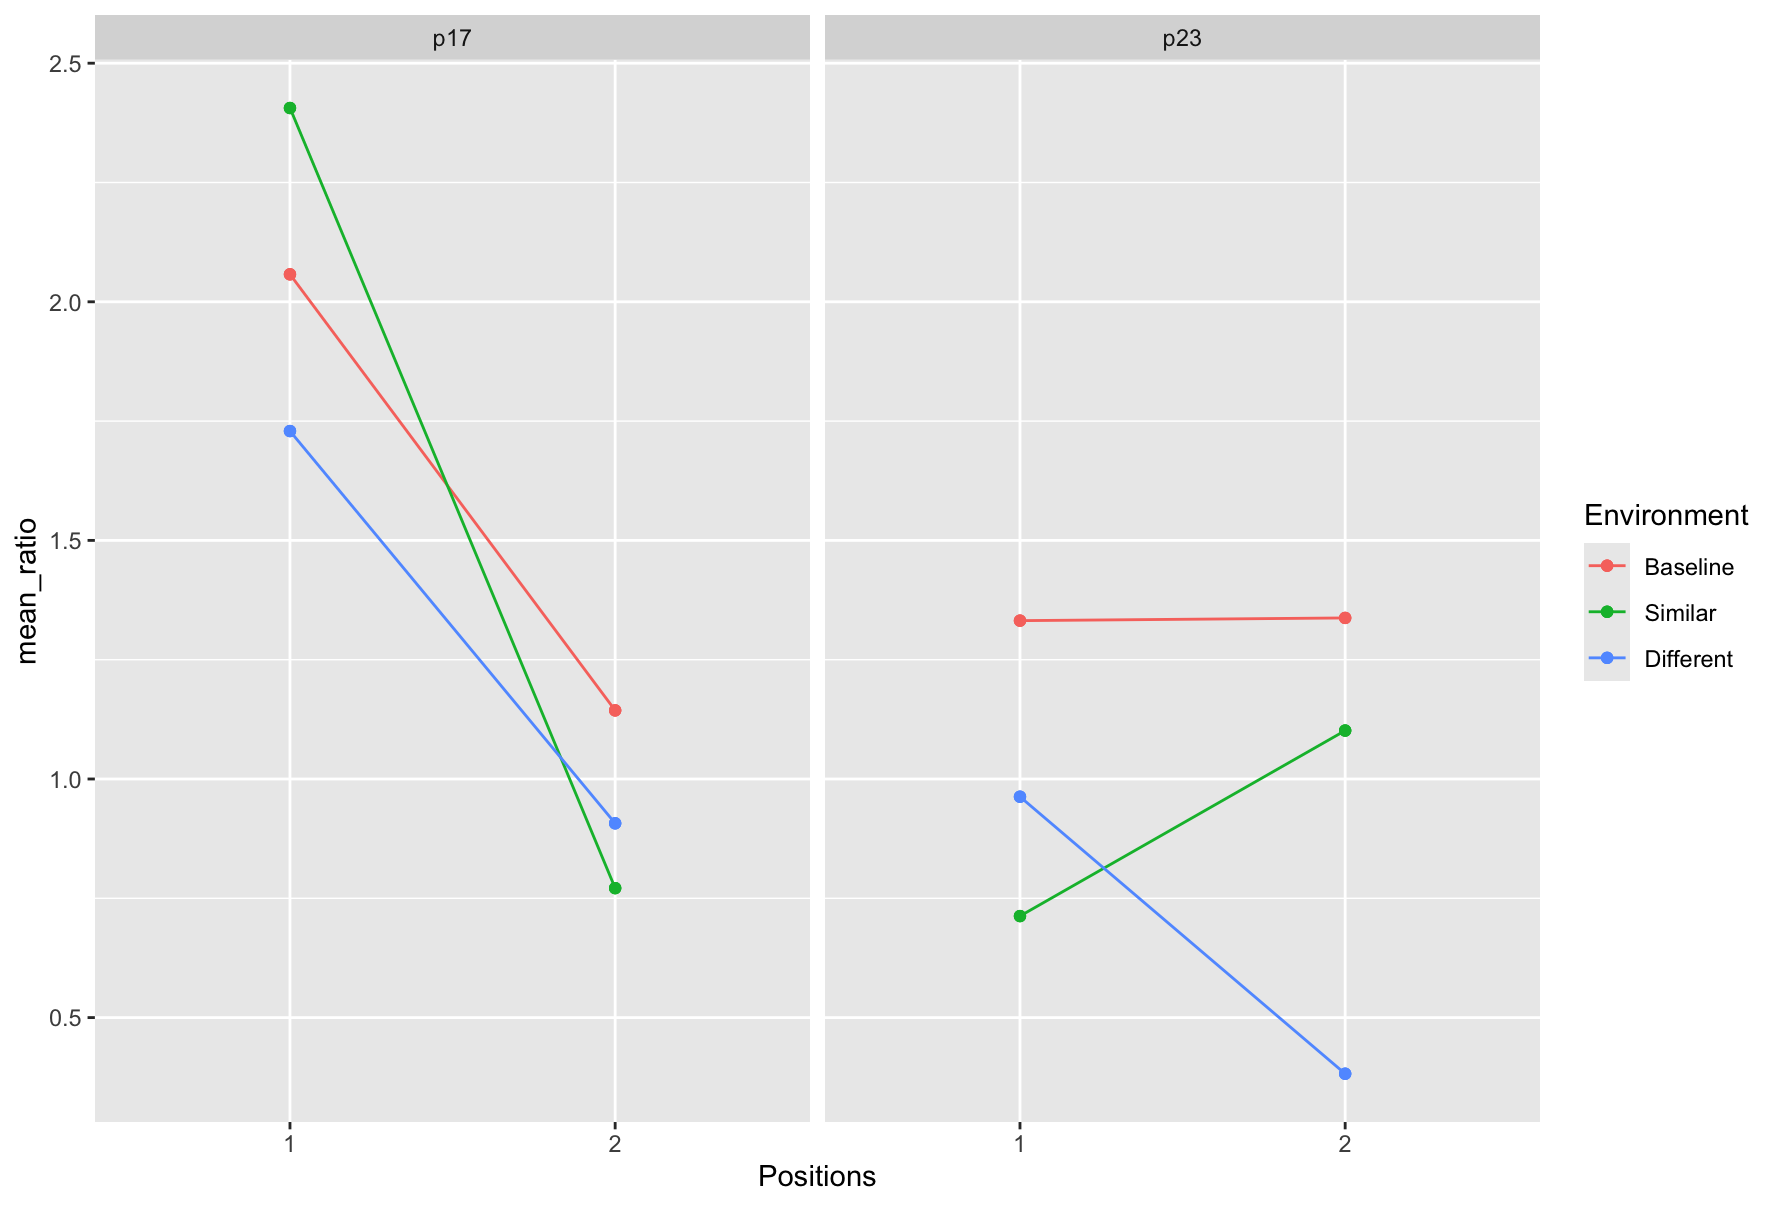 p17
p23
2.5
2.0
1.5
1.0
0.5
mean_ratio
1
2
1
2
Positions
Environment
Baseline
Similar
Different